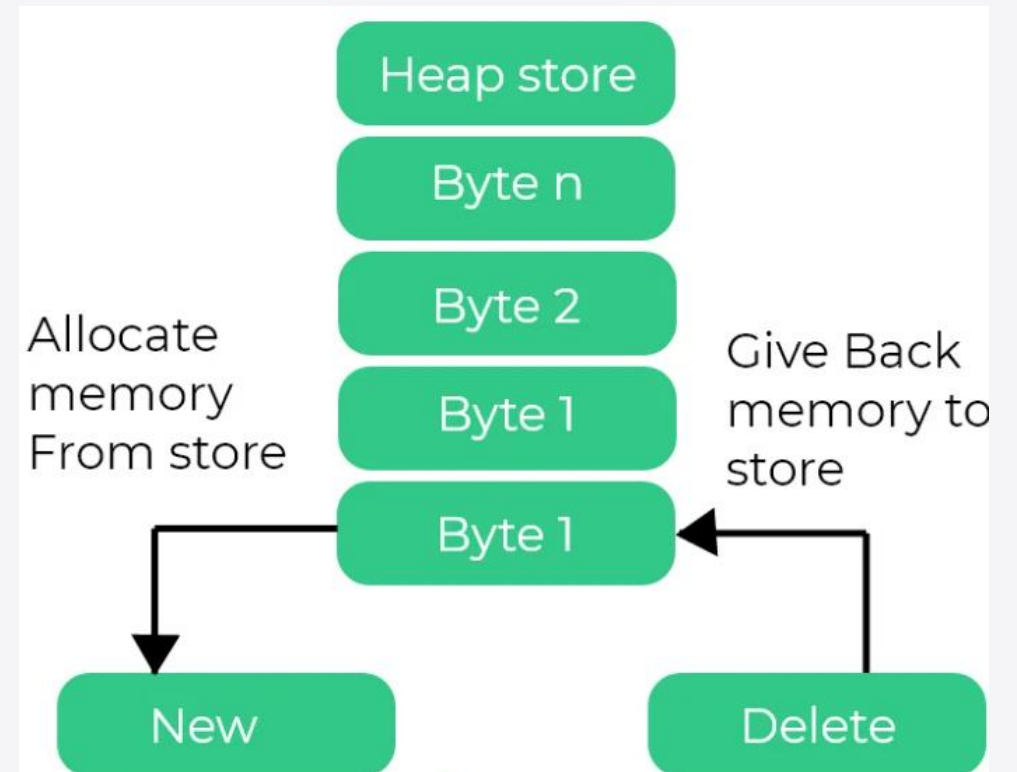 Heap store
Byte n
Byte 2
Allocate
memory
From store
Byte 1
Give Back
memory to
store
Byte 1
New
Delete